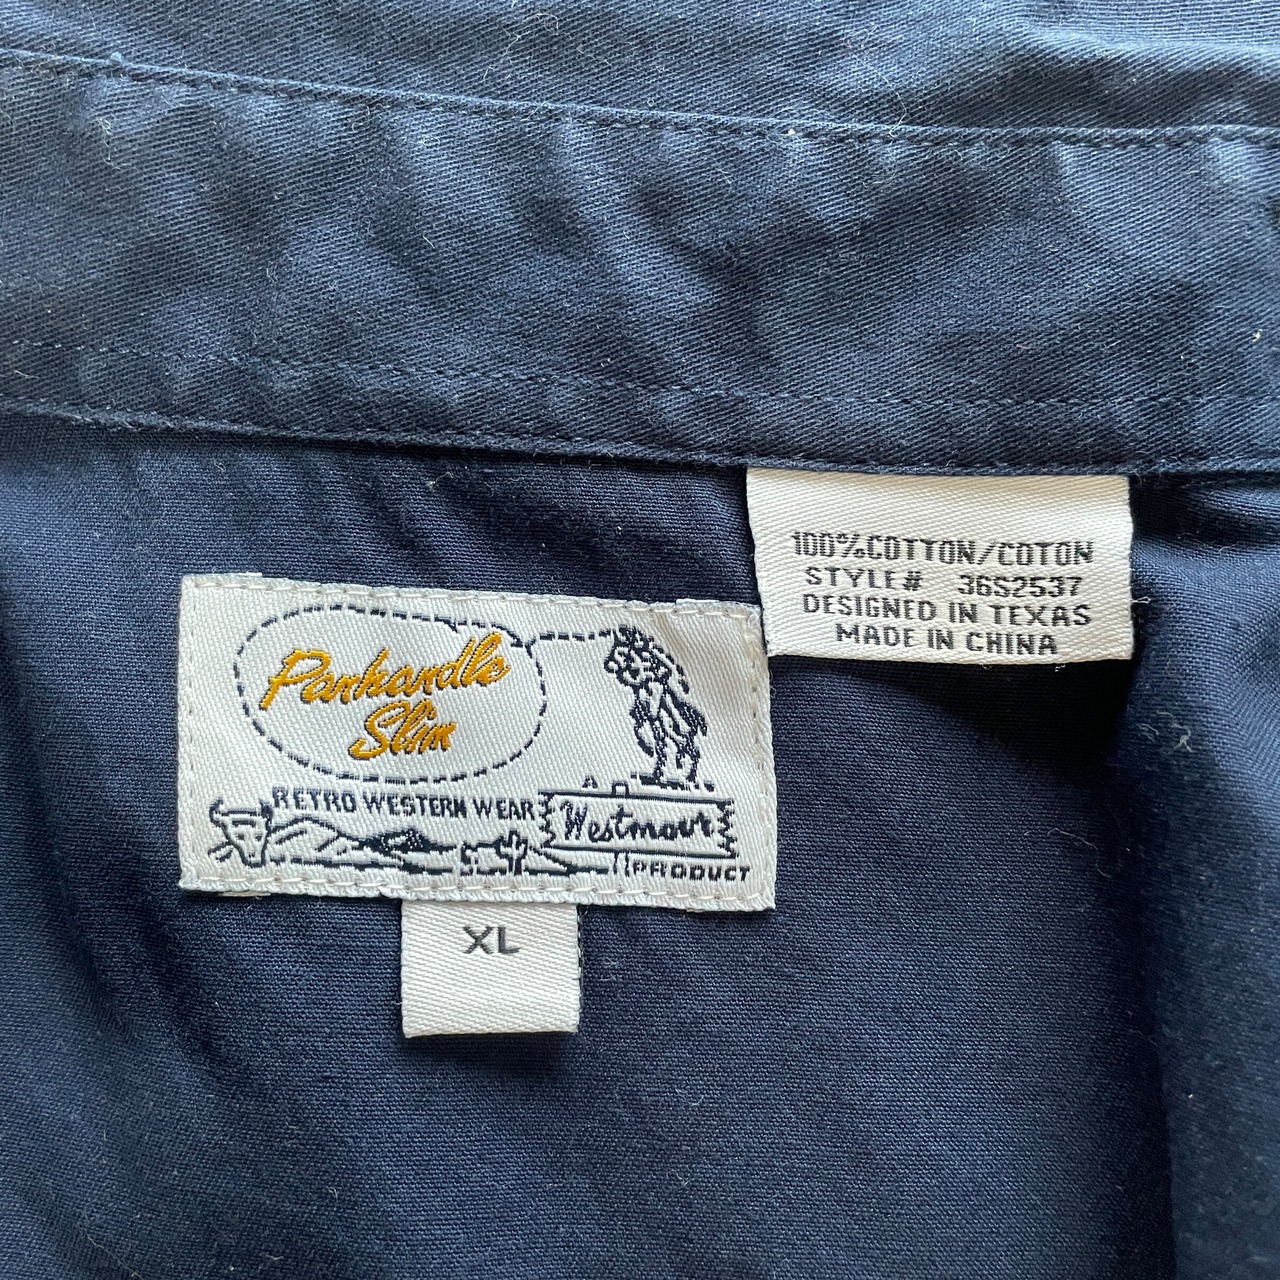 100% COTTON/COTON
STYLE# 36S2537
DESIGNED IN TEXAS
MADE IN CHINA
Panhandle
Slim
RETRO WESTERN WEAR
A
Westmoor
PRODUCT
XL